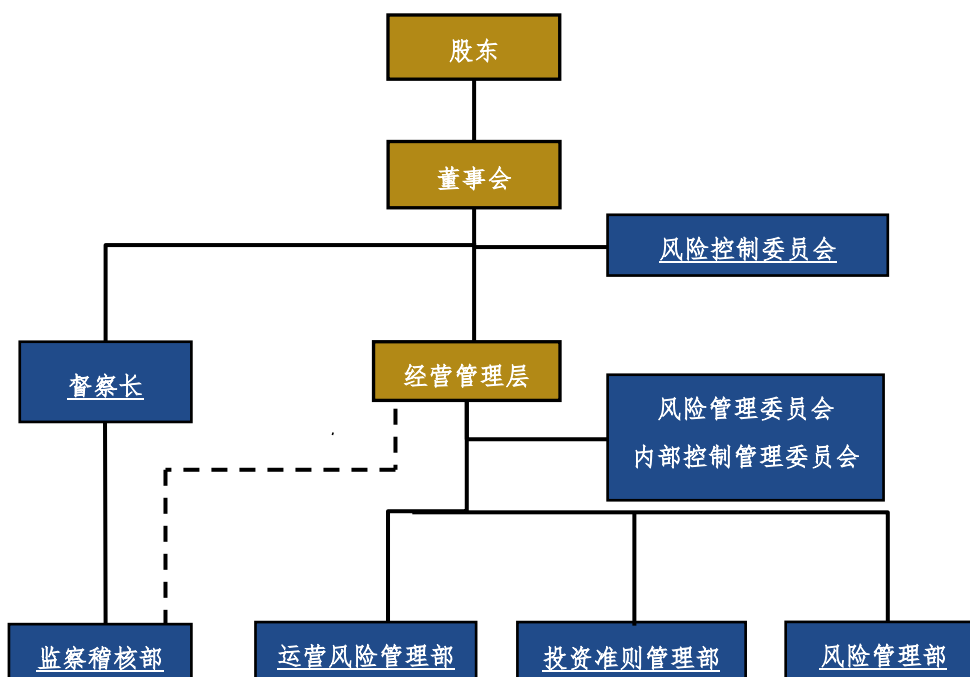 股东
董事会
风险控制委员会
督察长
经营管理层
风险管理委员会
内部控制管理委员会
监察稽核部
运营风险管理部
投资准则管理部
风险管理部